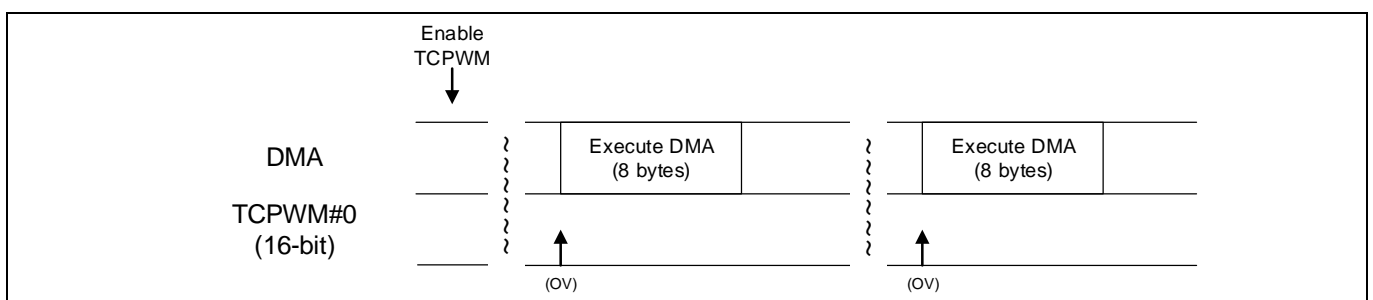 Enable
TCPWM
DMA
Execute DMA
(8 bytes)
Execute DMA
(8 bytes)
TCPWM#0
(16-bit)
(OV)
(OV)